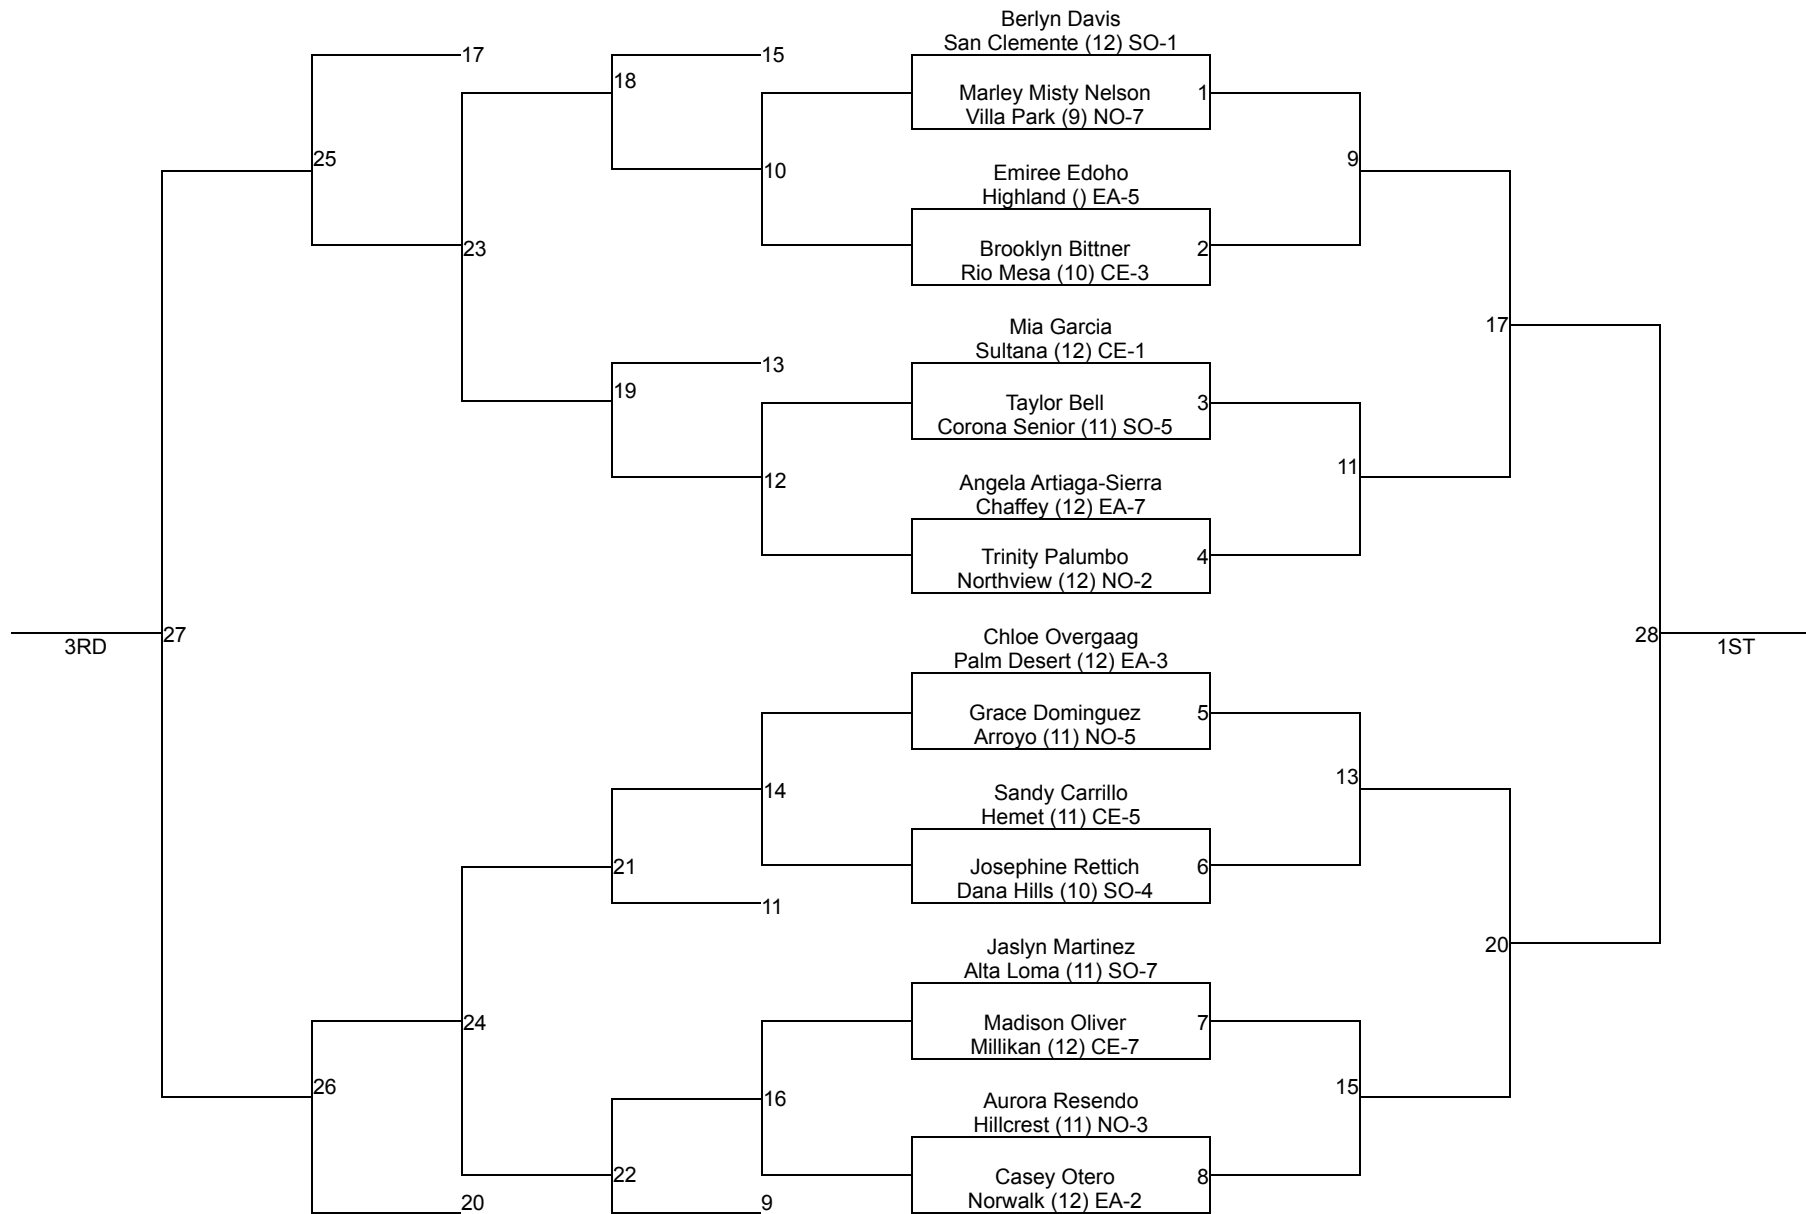 Berlyn Davis
San Clemente (12) SO-1
17
15
18
Marley Misty Nelson
1
Villa Park (9) NO-7
25
9
10
Emiree Edoho
Highland () EA-5
23
Brooklyn Bittner
2
Rio Mesa (10) CE-3
17
Mia Garcia
Sultana (12) CE-1
13
19
Taylor Bell
3
Corona Senior (11) SO-5
11
12
Angela Artiaga-Sierra
Chaffey (12) EA-7
Trinity Palumbo
4
Northview (12) NO-2
27
3RD
28
1ST
Chloe Overgaag
Palm Desert (12) EA-3
Grace Dominguez
5
Arroyo (11) NO-5
13
14
Sandy Carrillo
Hemet (11) CE-5
21
Josephine Rettich
6
Dana Hills (10) SO-4
11
20
Jaslyn Martinez
Alta Loma (11) SO-7
24
Madison Oliver
7
Millikan (12) CE-7
26
15
16
Aurora Resendo
Hillcrest (11) NO-3
22
Casey Otero
8
Norwalk (12) EA-2
20
9